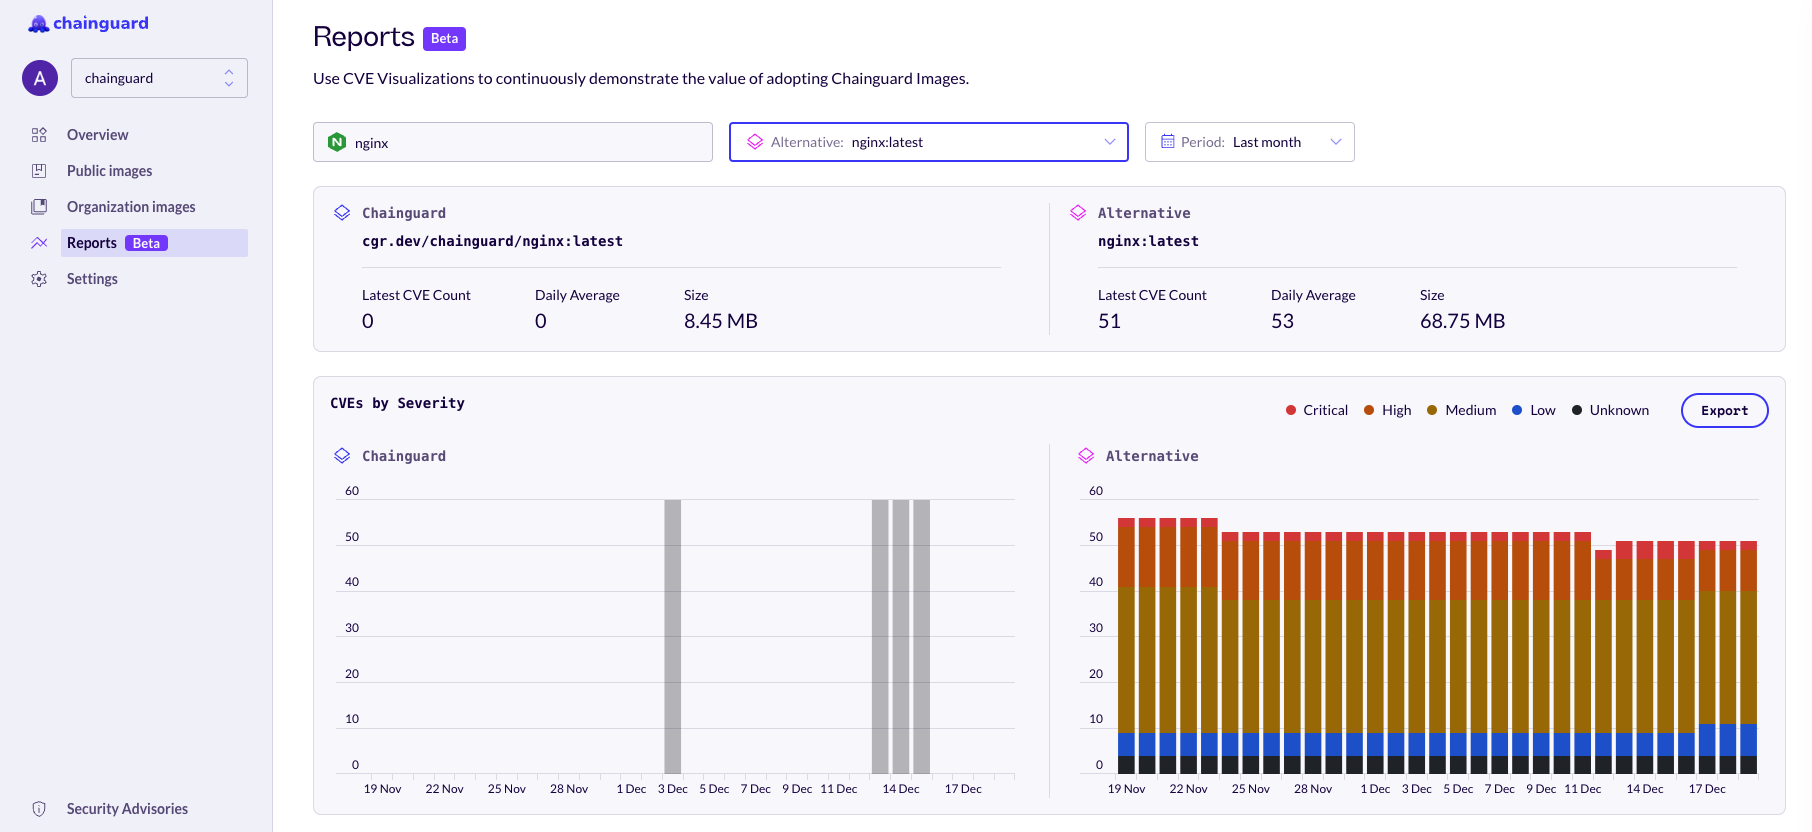 chainguard
A
chainguard
Overview
Public images
Organization images
Reports Beta
Settings
Security Advisories
Reports Beta
Use CVE Visualizations to continuously demonstrate the value of adopting Chainguard Images.
N nginx
Alternative: nginx:latest
Period: Last month
Chainguard
cgr.dev/chainguard/nginx:latest
Latest CVE Count Daily Average Size
0 0 8.45 MB
Alternative
nginx:latest
Latest CVE Count Daily Average Size
51 53 68.75 MB
CVEs by Severity
Critical High Medium Low Unknown
Export
Chainguard
60
50
40
30
20
10
0
19 Nov 22 Nov 25 Nov 28 Nov 1 Dec 3 Dec 5 Dec 7 Dec 9 Dec 11 Dec 14 Dec 17 Dec
Alternative
60
50
40
30
20
10
0
19 Nov 22 Nov 25 Nov 28 Nov 1 Dec 3 Dec 5 Dec 7 Dec 9 Dec 11 Dec 14 Dec 17 Dec